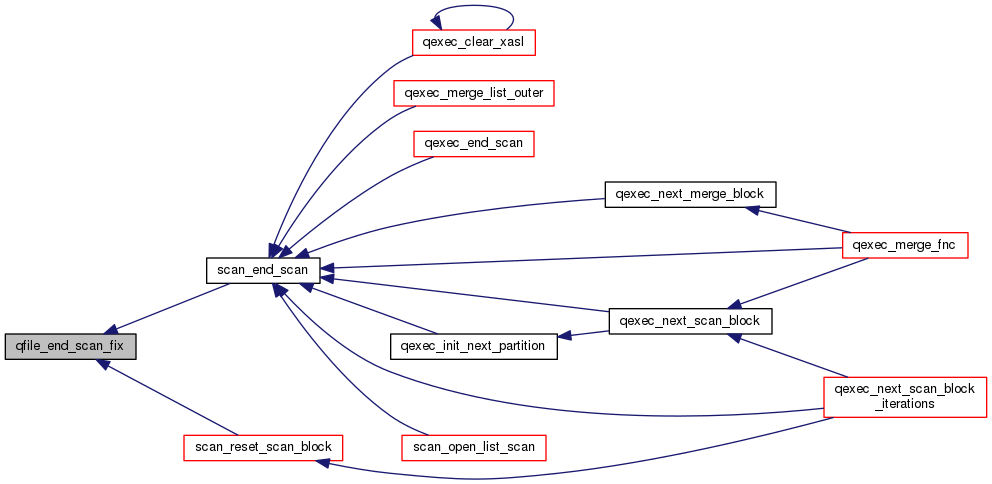 qexec_clear_xasl
qexec_merge_list_outer
qexec_end_scan
qexec_next_merge_block
qexec_merge_fnc
scan_end_scan
qexec_next_scan_block
qfile_end_scan_fix
qexec_init_next_partition
qexec_next_scan_block
_iterations
scan_reset_scan_block
scan_open_list_scan